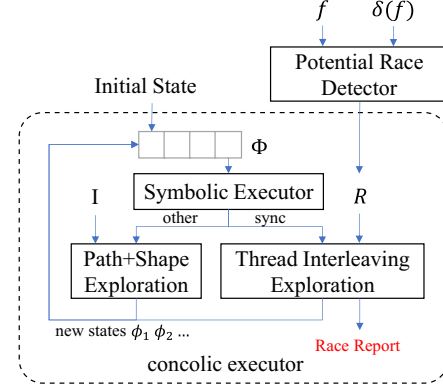 f
δ(f)
Potential Race
Detector
Initial State
Φ
Symbolic Executor
I
R
other
sync
Path+Shape
Exploration
Thread Interleaving
Exploration
new states ϕ1 ϕ2 ...
Race Report
concolic executor